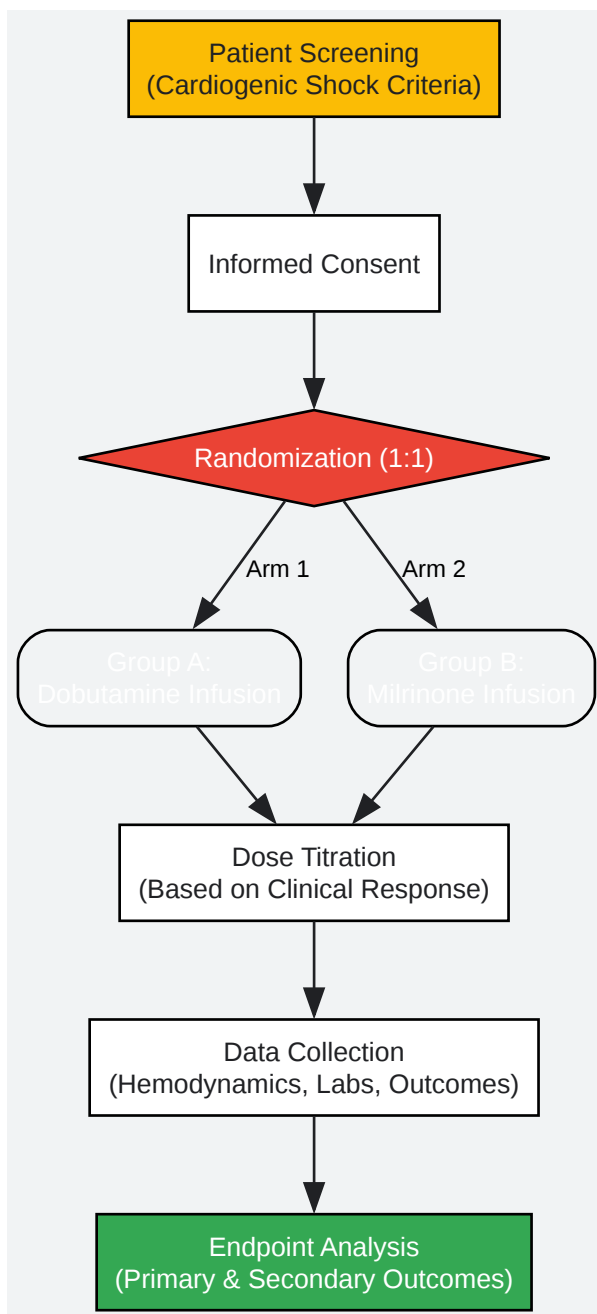 Patient Screening
(Cardiogenic Shock Criteria)
Informed Consent
Randomization (1:1)
Arm 1
Arm 2
Group A:
Dobutamine Infusion
Group B:
Milrinone Infusion
Dose Titration
(Based on Clinical Response)
Data Collection
(Hemodynamics, Labs, Outcomes)
Endpoint Analysis
(Primary & Secondary Outcomes)